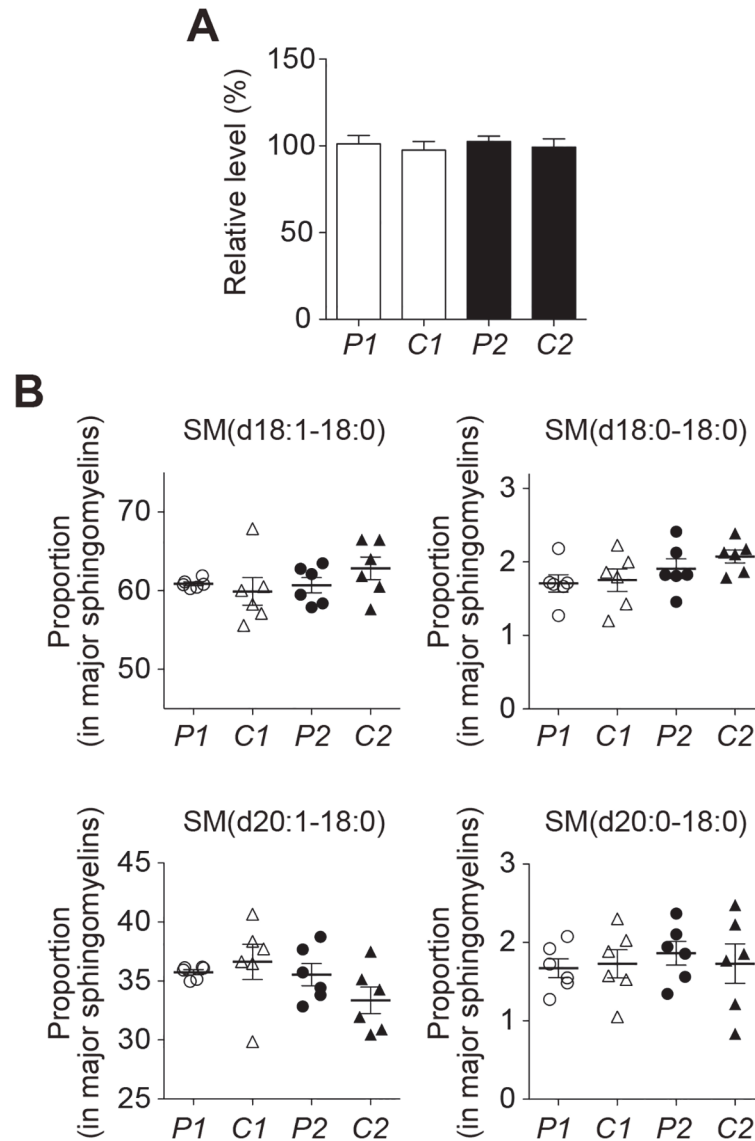 A
Relative level (%)
150
100
50
0
P1 C1 P2 C2
B
SM(d18:1-18:0)
Proportion
(in major sphingomyelins)
70
60
50
P1 C1 P2 C2
SM(d18:0-18:0)
Proportion
(in major sphingomyelins)
3
2
1
0
P1 C1 P2 C2
SM(d20:1-18:0)
Proportion
(in major sphingomyelins)
45
35
30
25
P1 C1 P2 C2
SM(d20:0-18:0)
Proportion
(in major sphingomyelins)
3
2
1
0
P1 C1 P2 C2